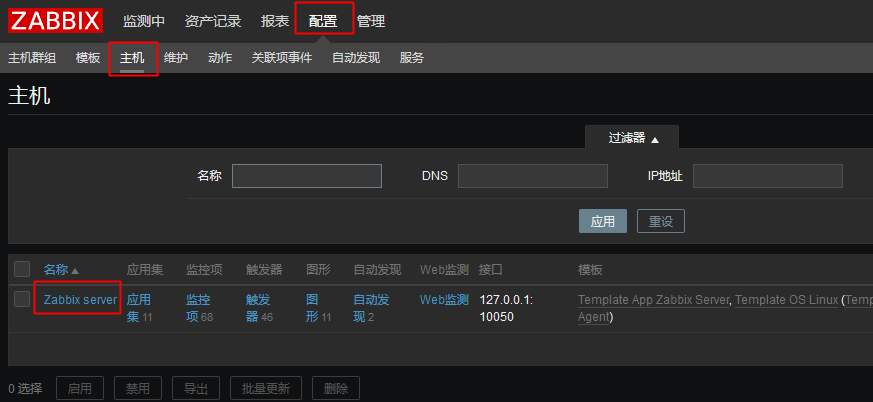 ZABBIX 监测中 资产记录 报表 配置 管理
主机群组 模板 主机 维护 动作 关联项事件 自动发现 服务
主机
过滤器 ▲
名称 DNS IP地址
应用 重设
名称 ▲ 应用集 监控项 触发器 图形 自动发现 Web监测 接口 模板
Zabbix server 应用 监控 触发 图 自动发 Web监测 127.0.0.1: Template App Zabbix Server, Template OS Linux (Temp
集 11 项 68 器 46 形 11 现 2 10050 Agent)
0 选择 启用 禁用 导出 批量更新 删除